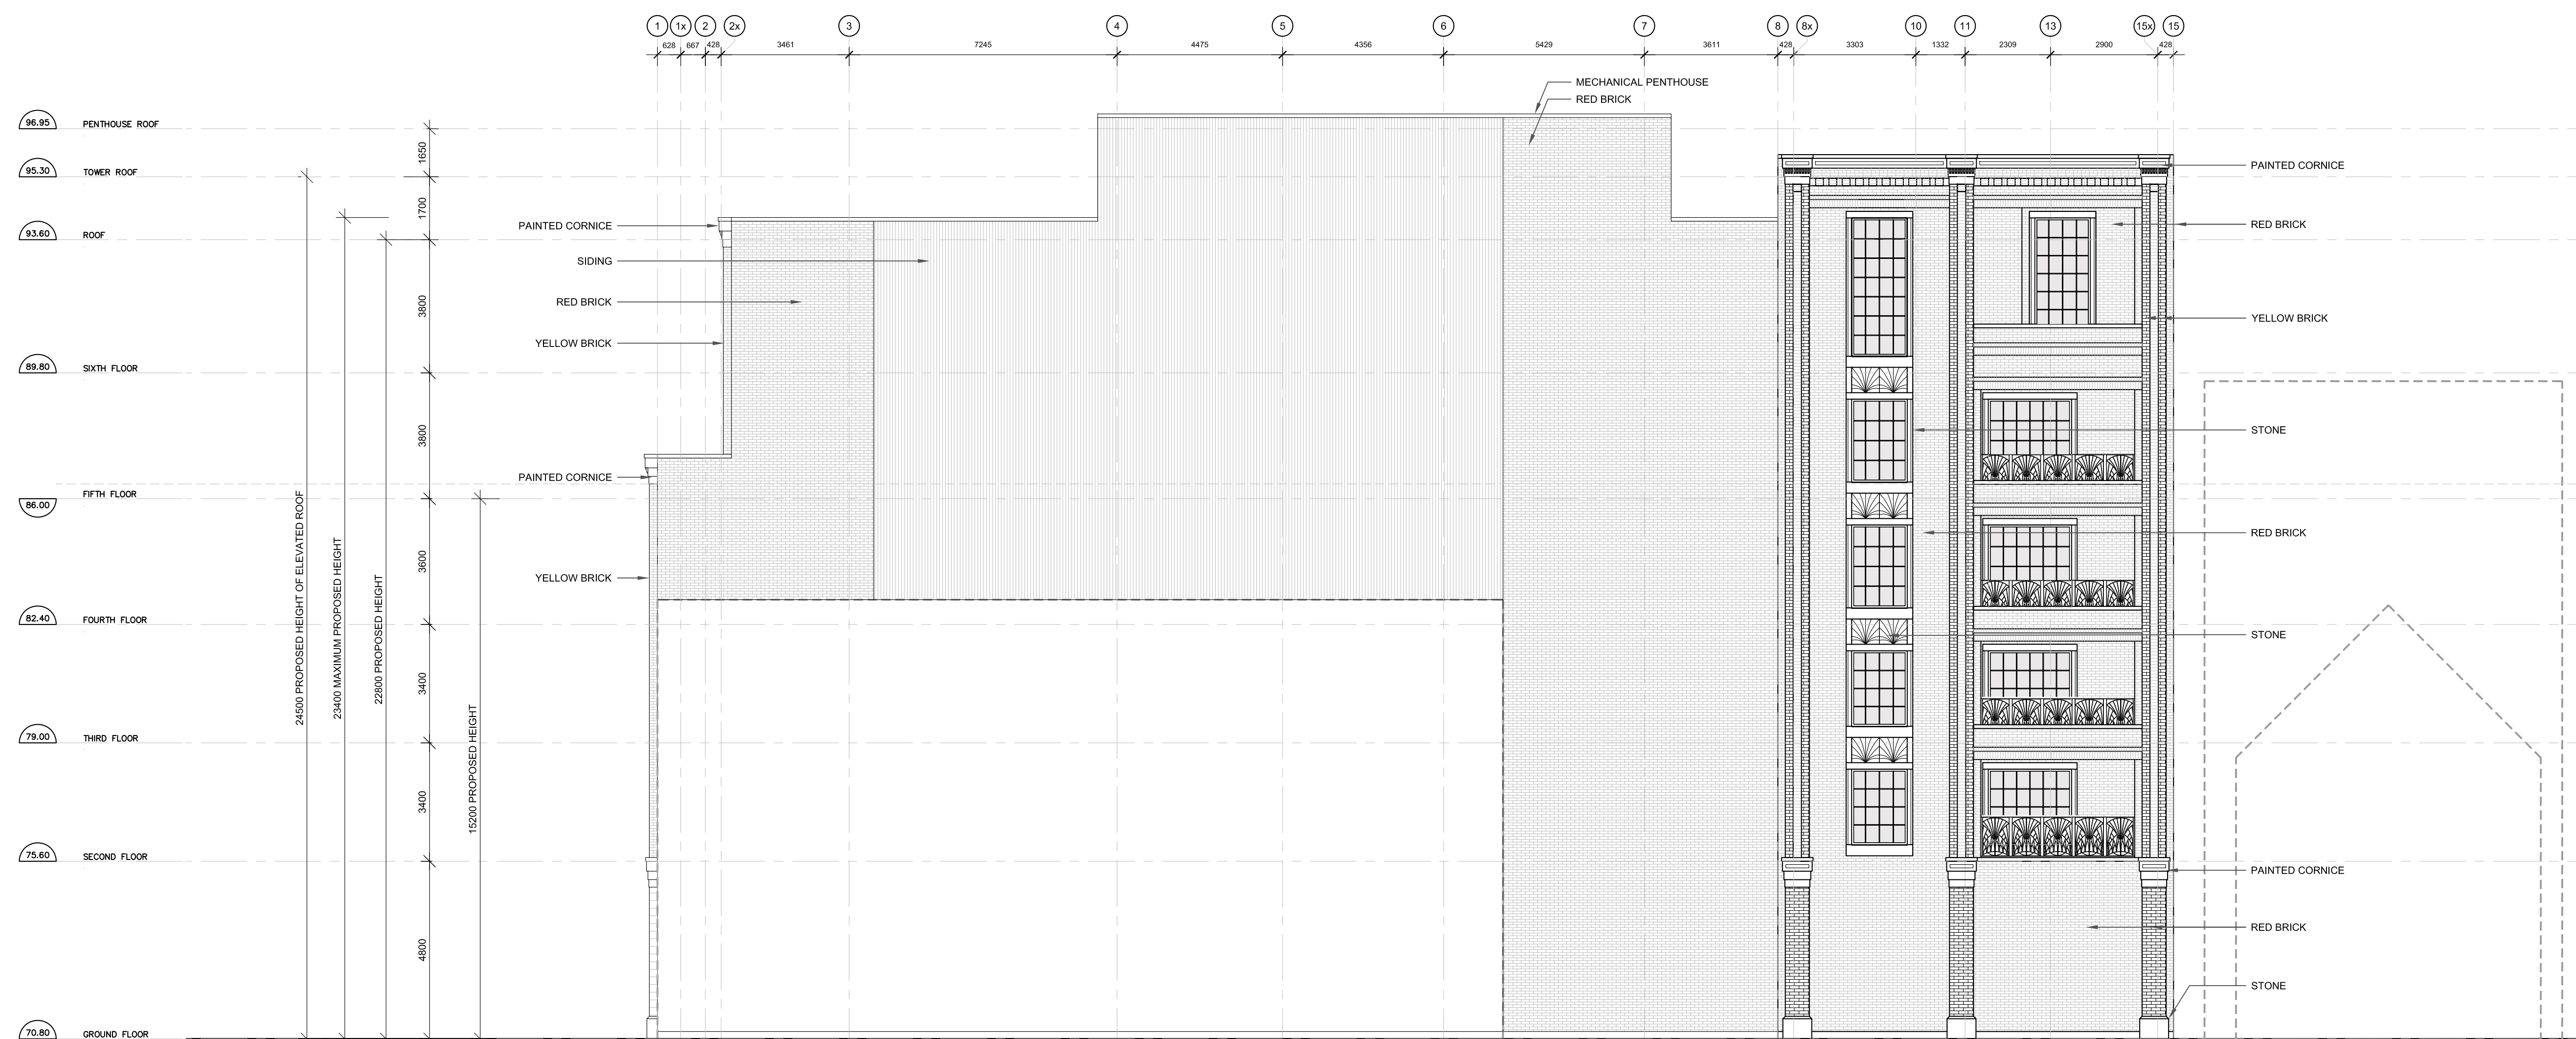 1 1x 2 2x 3 4 5 6 7 8 8x 10 11 13 15x 15
628 667 428 3461 7245 4475 4356 5429 3611 428 3303 1332 2309 2900 428
MECHANICAL PENTHOUSE
RED BRICK
96.95 PENTHOUSE ROOF
1650
95.30 TOWER ROOF
1700
93.60 ROOF
3800
89.80 SIXTH FLOOR
3800
FIFTH FLOOR
86.00
3600
82.40 FOURTH FLOOR
3400
79.00 THIRD FLOOR
3400
75.60 SECOND FLOOR
4800
70.80 GROUND FLOOR
24500 PROPOSED HEIGHT OF ELEVATED ROOF
23400 MAXIMUM PROPOSED HEIGHT
22800 PROPOSED HEIGHT
15200 PROPOSED HEIGHT
PAINTED CORNICE
SIDING
RED BRICK
YELLOW BRICK
PAINTED CORNICE
YELLOW BRICK
PAINTED CORNICE
RED BRICK
YELLOW BRICK
STONE
RED BRICK
STONE
PAINTED CORNICE
RED BRICK
STONE